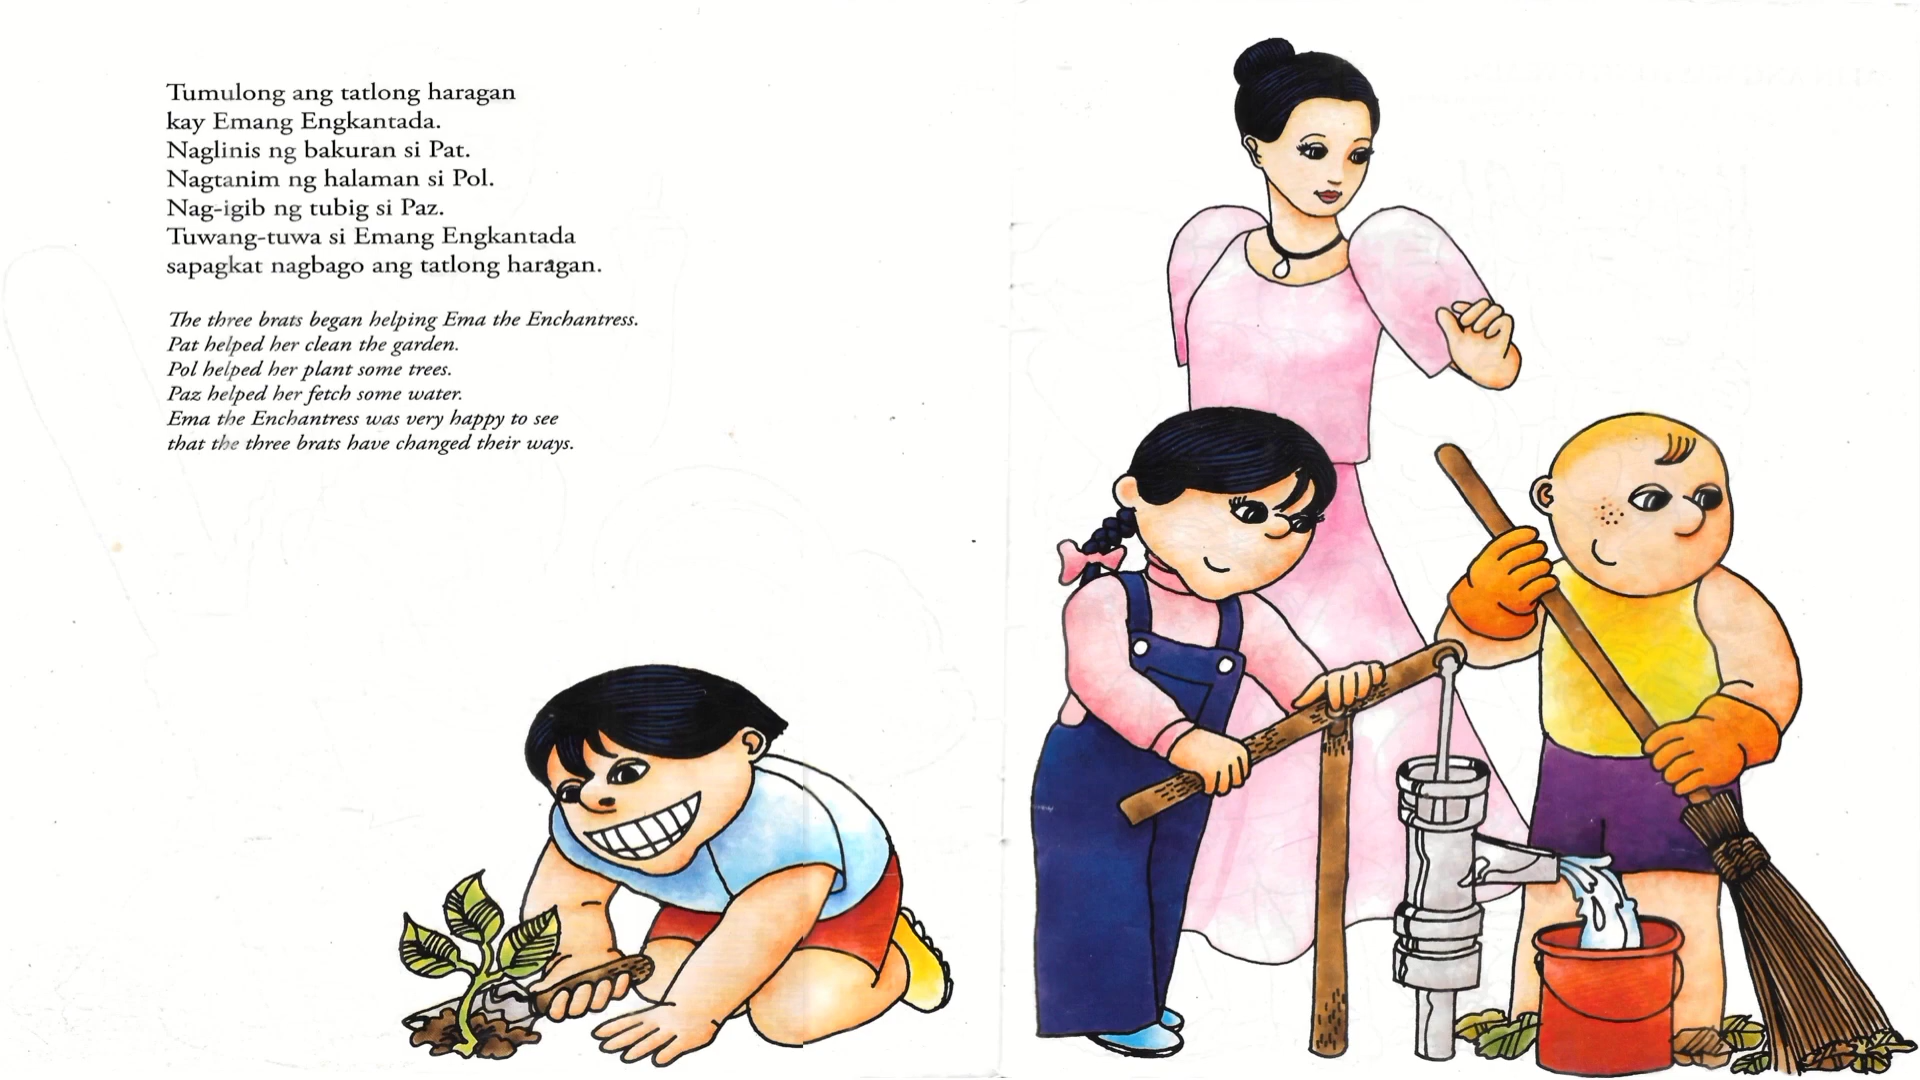 Tumulong ang tatlong haragan
kay Emang Engkantada.
Naglinis ng bakuran si Pat.
Nagtanim ng halaman si Pol.
Nag-igib ng tubig si Paz.
Tuwang-tuwa si Emang Engkantada
sapagkat nagbago ang tatlong haragan.
The three brats began helping Ema the Enchantress.
Pat helped her clean the garden.
Pol helped her plant some trees.
Paz helped her fetch some water.
Ema the Enchantress was very happy to see
that the three brats have changed their ways.